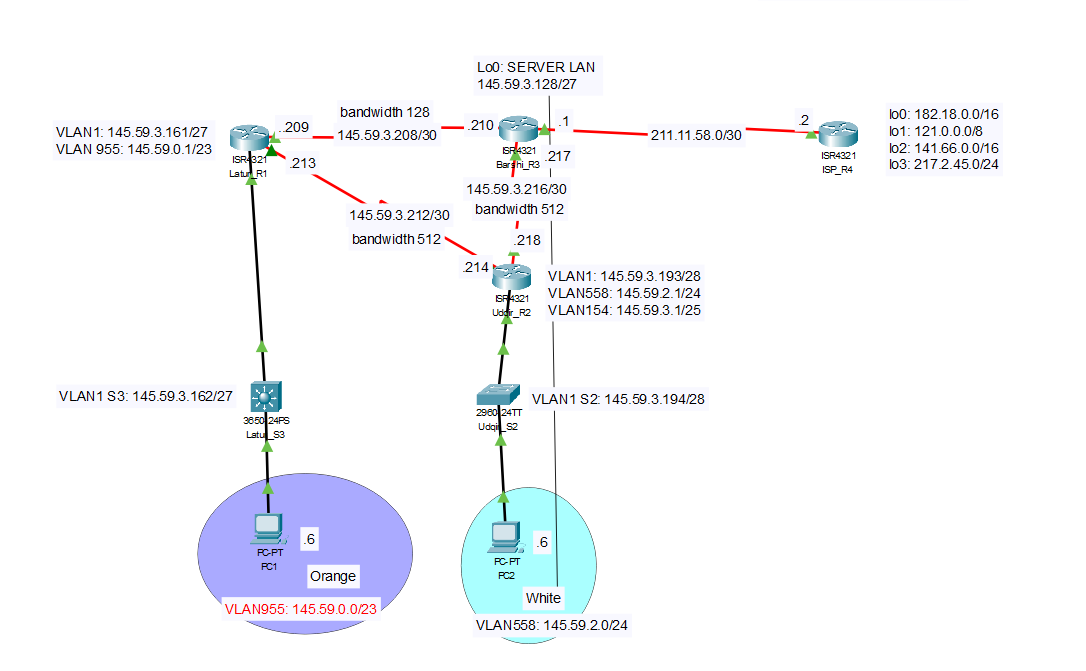 Lo0: SERVER LAN
145.59.3.128/27
VLAN1: 145.59.3.161/27
VLAN 955: 145.59.0.1/23
.209
bandwidth 128
145.59.3.208/30
.210
.1
211.11.58.0/30
.2
lo0: 182.18.0.0/16
lo1: 121.0.0.0/8
lo2: 141.66.0.0/16
lo3: 217.2.45.0/24
ISR4321
Latur_R1
.213
ISR4321
Barshi_R3
.217
ISR4321
ISP_R4
145.59.3.216/30
bandwidth 512
145.59.3.212/30
bandwidth 512
.218
.214
ISR4321
Udgir_R2
VLAN1: 145.59.3.193/28
VLAN558: 145.59.2.1/24
VLAN154: 145.59.3.1/25
VLAN1 S3: 145.59.3.162/27
3650-24PS
Latur_S3
2960-24TT
Udgir_S2
VLAN1 S2: 145.59.3.194/28
PC-PT
PC1
.6
Orange
VLAN955: 145.59.0.0/23
PC-PT
PC2
.6
White
VLAN558: 145.59.2.0/24